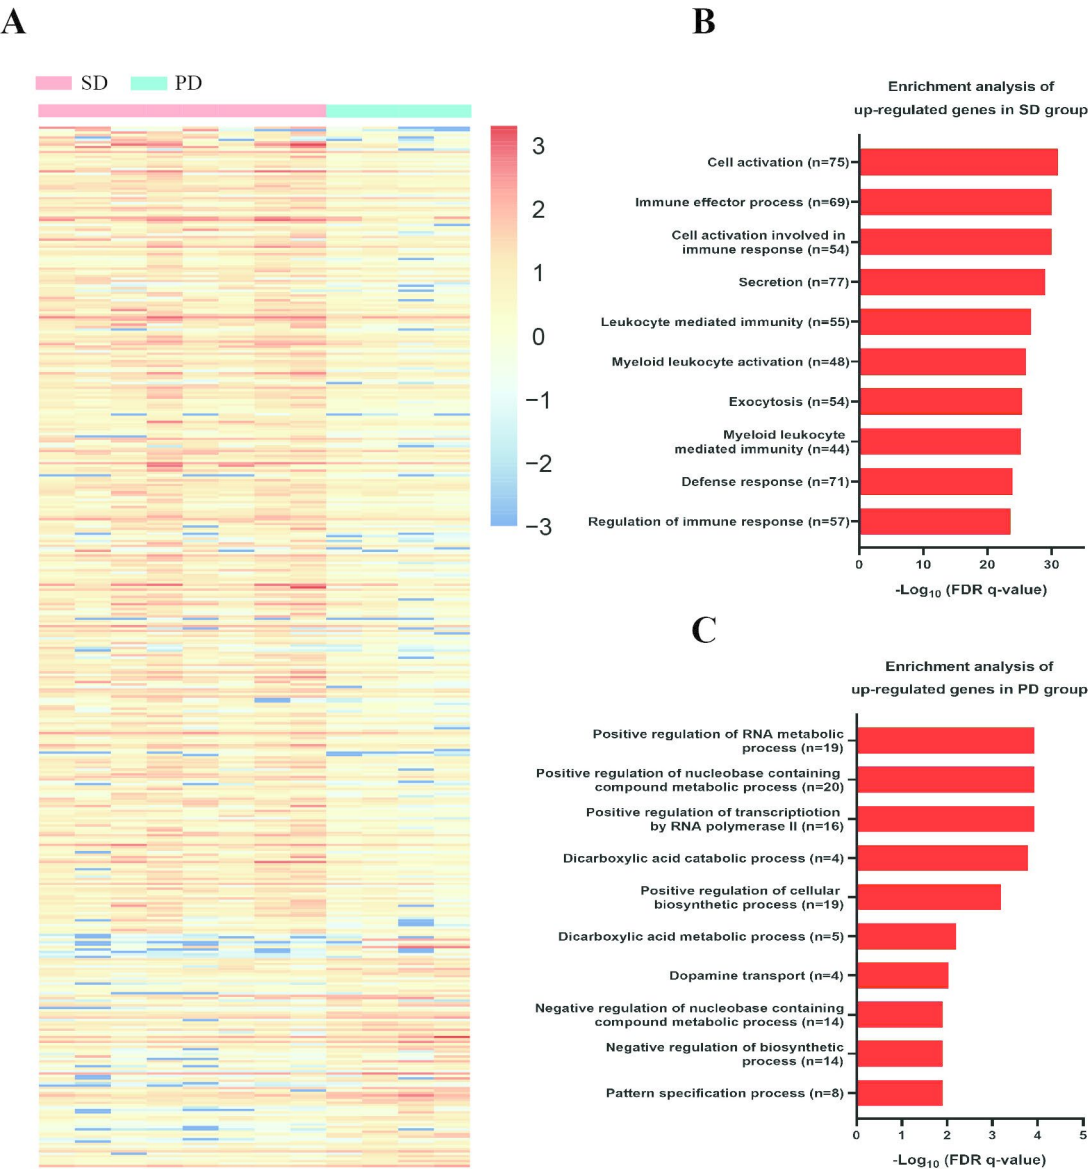 A
SD
PD
3
2
1
0
−1
−2
−3
B
Enrichment analysis of
up-regulated genes in SD group
Cell activation (n=75)
Immune effector process (n=69)
Cell activation involved in
immune response (n=54)
Secretion (n=77)
Leukocyte mediated immunity (n=55)
Myeloid leukocyte activation (n=48)
Exocytosis (n=54)
Myeloid leukocyte
mediated immunity (n=44)
Defense response (n=71)
Regulation of immune response (n=57)
0 10 20 30
-Log10 (FDR q-value)
C
Enrichment analysis of
up-regulated genes in PD group
Positive regulation of RNA metabolic
process (n=19)
Positive regulation of nucleobase containing
compound metabolic process (n=20)
Positive regulation of transcriptiotion
by RNA polymerase II (n=16)
Dicarboxylic acid catabolic process (n=4)
Positive regulation of cellular
biosynthetic process (n=19)
Dicarboxylic acid metabolic process (n=5)
Dopamine transport (n=4)
Negative regulation of nucleobase containing
compound metabolic process (n=14)
Negative regulation of biosynthetic
process (n=14)
Pattern specification process (n=8)
0 1 2 3 4 5
-Log10 (FDR q-value)